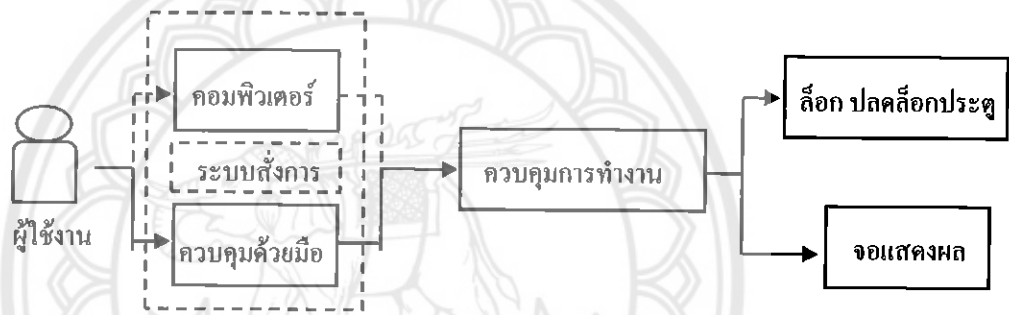 คอมพิวเตอร์
ล็อก ปลดล็อกประตู
ระบบสั่งการ
ควบคุมการทำงาน
ผู้ใช้งาน
ควบคุมด้วยมือ
จอแสดงผล